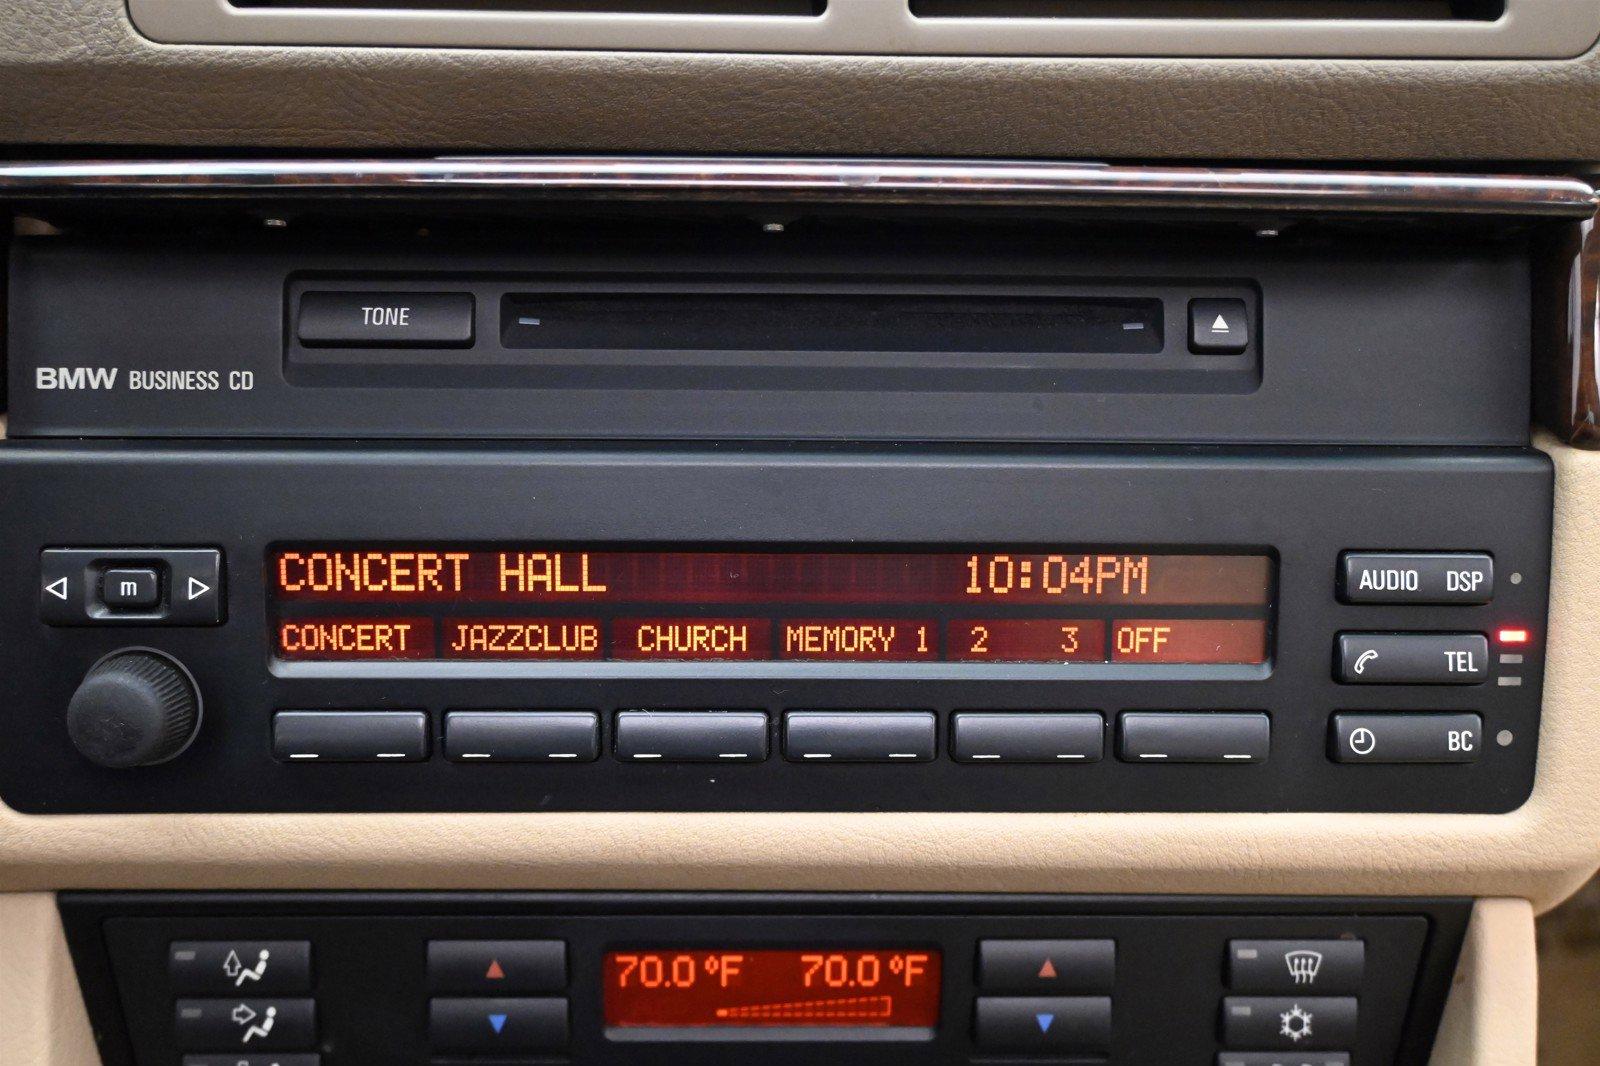 TONE
BMW BUSINESS CD
CONCERT HALL 10:04PM
CONCERT JAZZCLUB CHURCH MEMORY 1 2 3 OFF
m
AUDIO DSP
TEL
BC
70.0°F 70.0°F